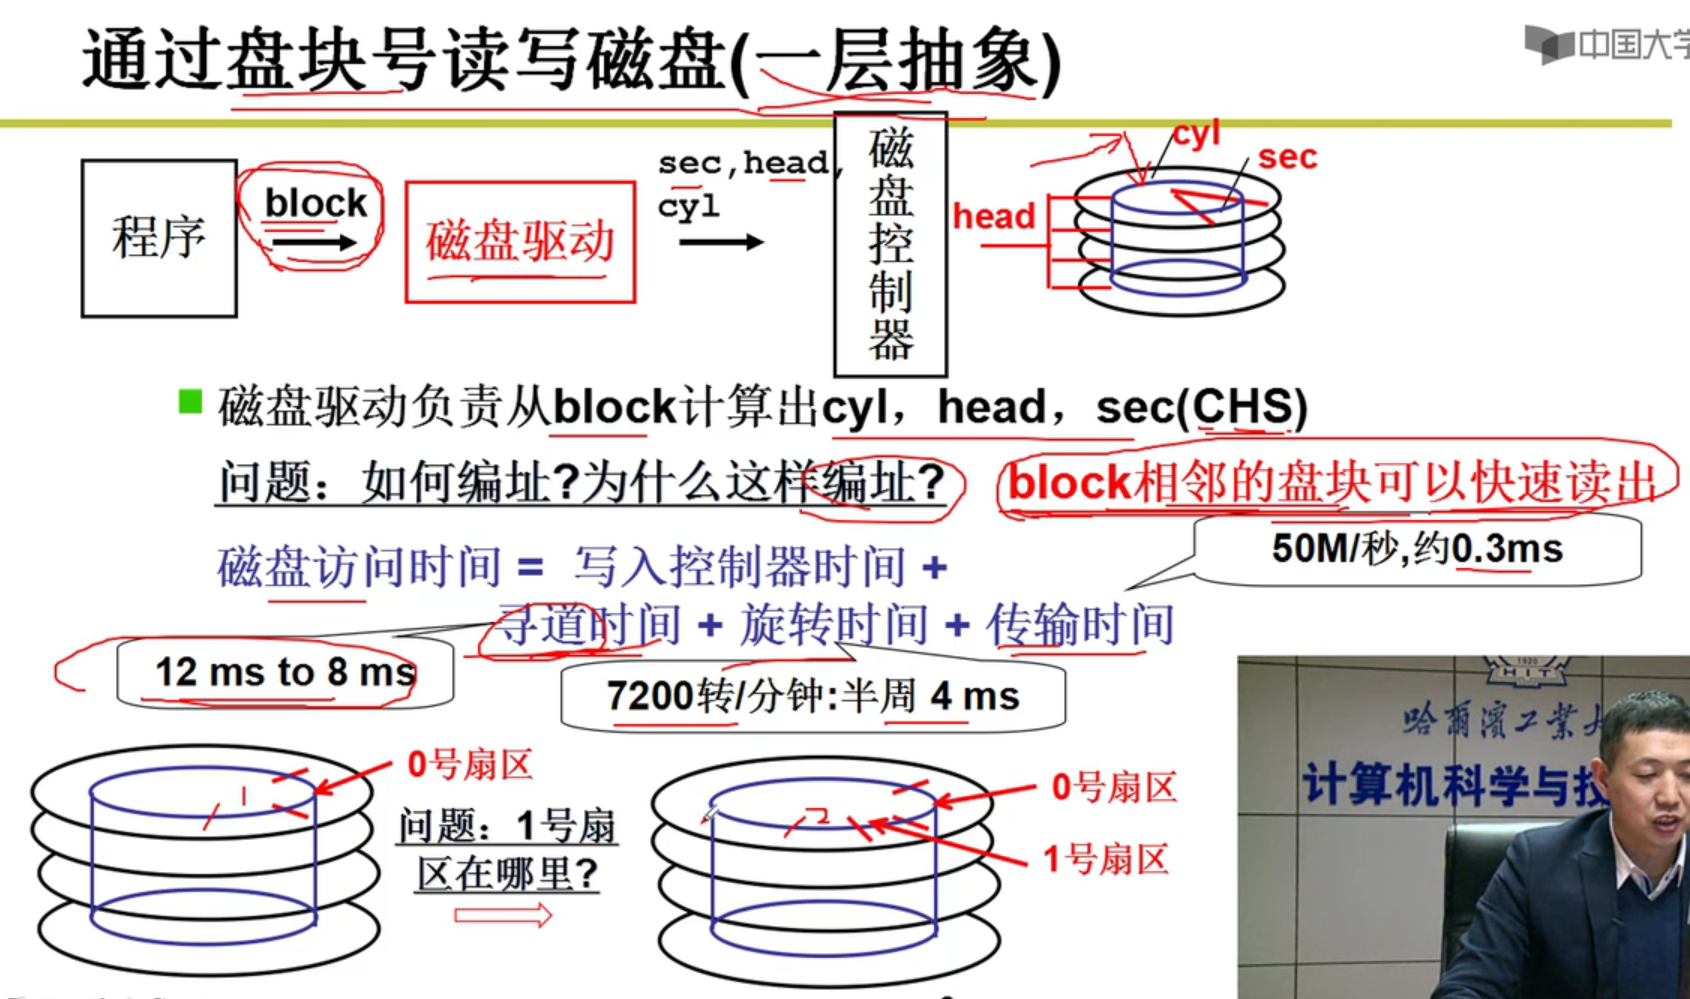 通过盘块号读写磁盘(一层抽象)
中国大学
程序
block
磁盘驱动
sec,head,
cyl
磁盘控制器
head
cyl
sec
磁盘驱动负责从block计算出cyl，head，sec(CHS)
问题：如何编址?为什么这样编址?
block相邻的盘块可以快速读出
50M/秒,约0.3ms
磁盘访问时间 = 写入控制器时间 +
寻道时间 + 旋转时间 + 传输时间
12 ms to 8 ms
7200转/分钟:半周 4 ms
0号扇区
1
问题：1号扇
区在哪里?
2
0号扇区
1号扇区
1920
HIT
哈爾濱工業大
计算机科学与技